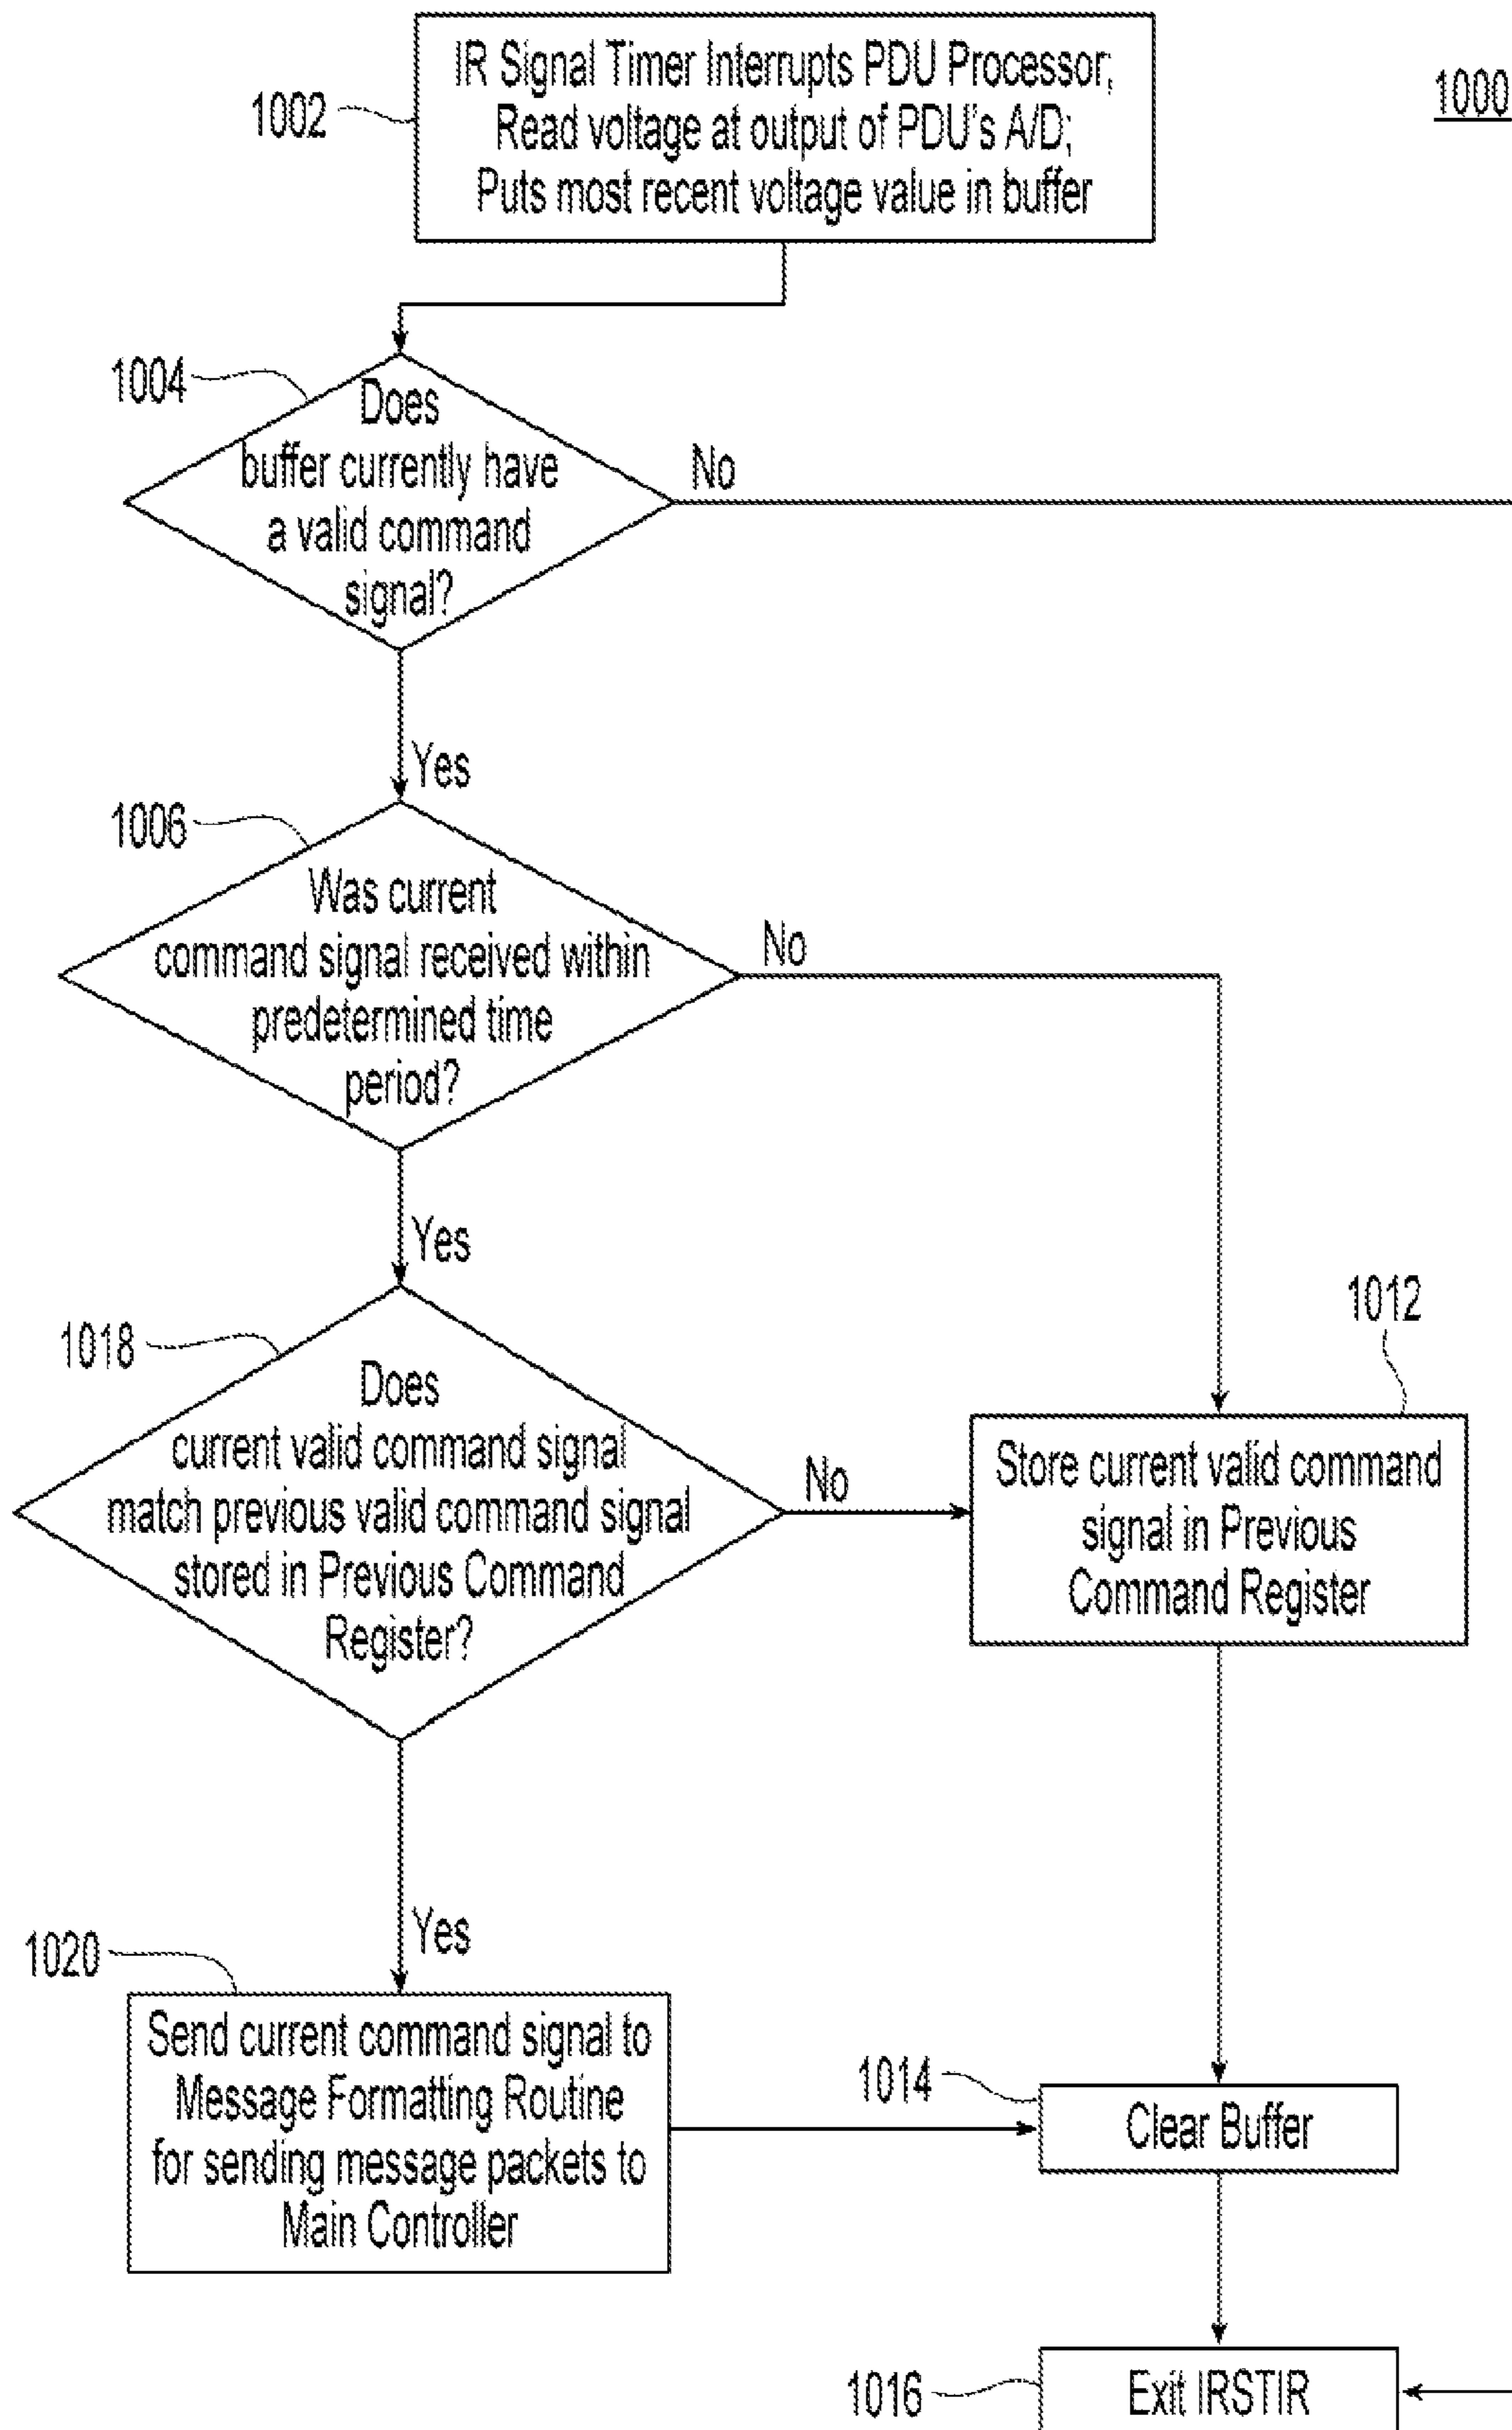 1000
1002
IR Signal Timer Interrupts PDU Processor;
Read voltage at output of PDU's A/D;
Puts most recent voltage value in buffer
1004
Does
buffer currently have
a valid command
signal?
No
Yes
1006
Was current
command signal received within
predetermined time
period?
No
Yes
1018
Does
current valid command signal
match previous valid command signal
stored in Previous Command
Register?
No
1012
Store current valid command
signal in Previous
Command Register
Yes
1020
Send current command signal to
Message Formatting Routine
for sending message packets to
Main Controller
1014
Clear Buffer
1016
Exit IRSTIR